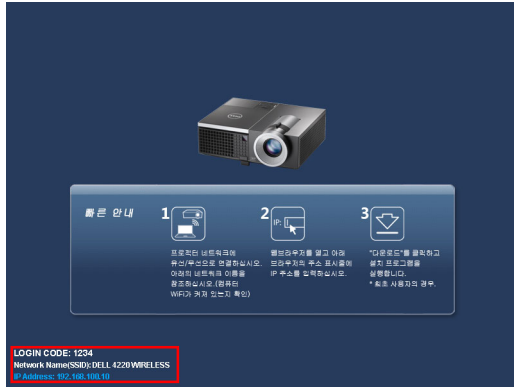 빠른 안내
1
프로젝터 네트워크에
유선/무선으로 연결하십시오.
아래의 네트워크 이름을
참조하십시오.(컴퓨터
WiFi가 켜져 있는지 확인)
2
IP:
웹브라우저를 열고 아래
브라우저의 주소 표시줄에
IP 주소를 입력하십시오.
3
"다운로드"를 클릭하고
설치 프로그램을
실행합니다.
* 최초 사용자의 경우.
LOGIN CODE: 1234
Network Name(SSID): DELL 4220 WIRELESS
IP Address: 192.168.100.10